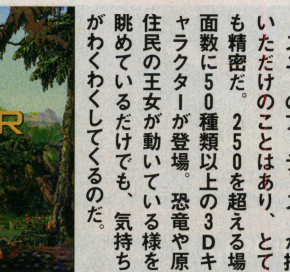 いただけのことはあり、とて
も精密だ。250を超える場
面数に50種類以上の3Dキ
ャラクターが登場。恐竜や原
住民の王女が動いている様を
眺めているだけでも、気持ち
がわくわくしてくるのだ。
R